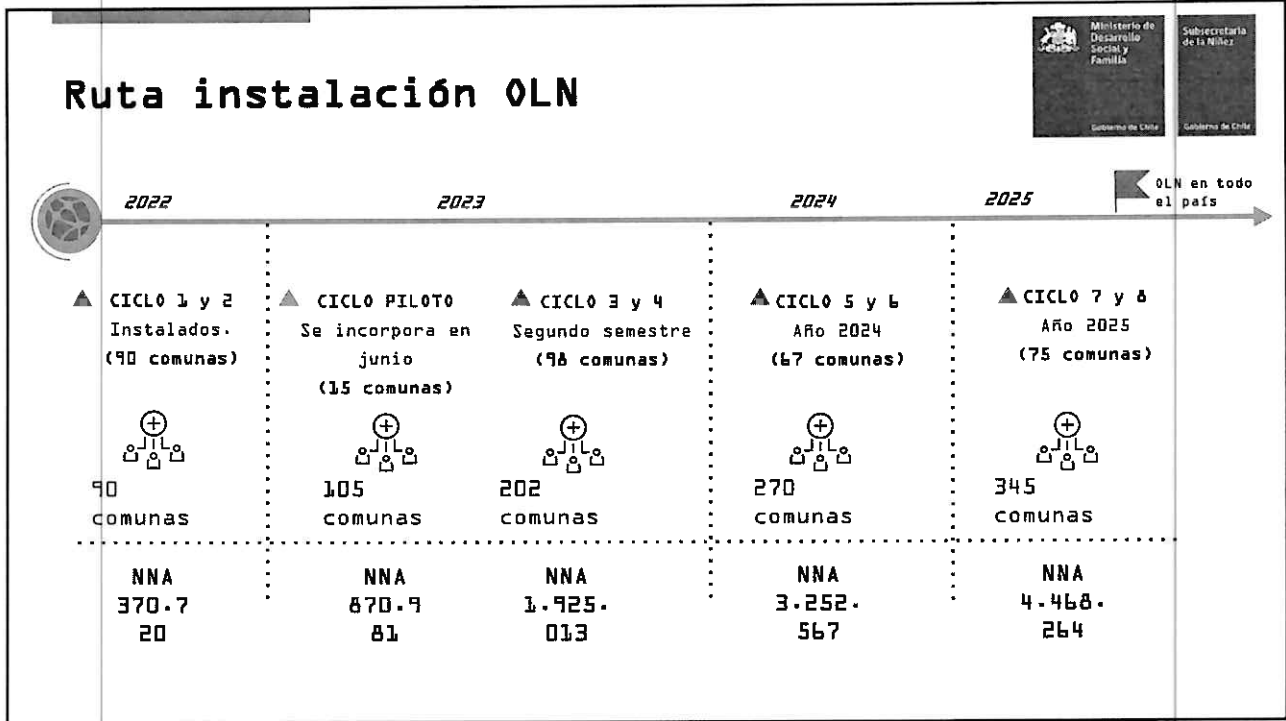 Ruta instalación OLN
Ministerio de
Desarrollo
Social y
Familia
Gobierno de Chile
Subsecretaría
de la Niñez
Gobierno de Chile
2022
2023
2024
2025
OLN en todo
el país
CICLO 1 y 2
Instalados.
(90 comunas)
90
comunas
NNA
370.7
20
CICLO PILOTO
Se incorpora en
junio
(15 comunas)
105
comunas
NNA
870.9
81
CICLO 3 y 4
Segundo semestre
(98 comunas)
202
comunas
NNA
1.925.
013
CICLO 5 y 6
Año 2024
(67 comunas)
270
comunas
NNA
3.252.
567
CICLO 7 y 8
Año 2025
(75 comunas)
345
comunas
NNA
4.468.
264